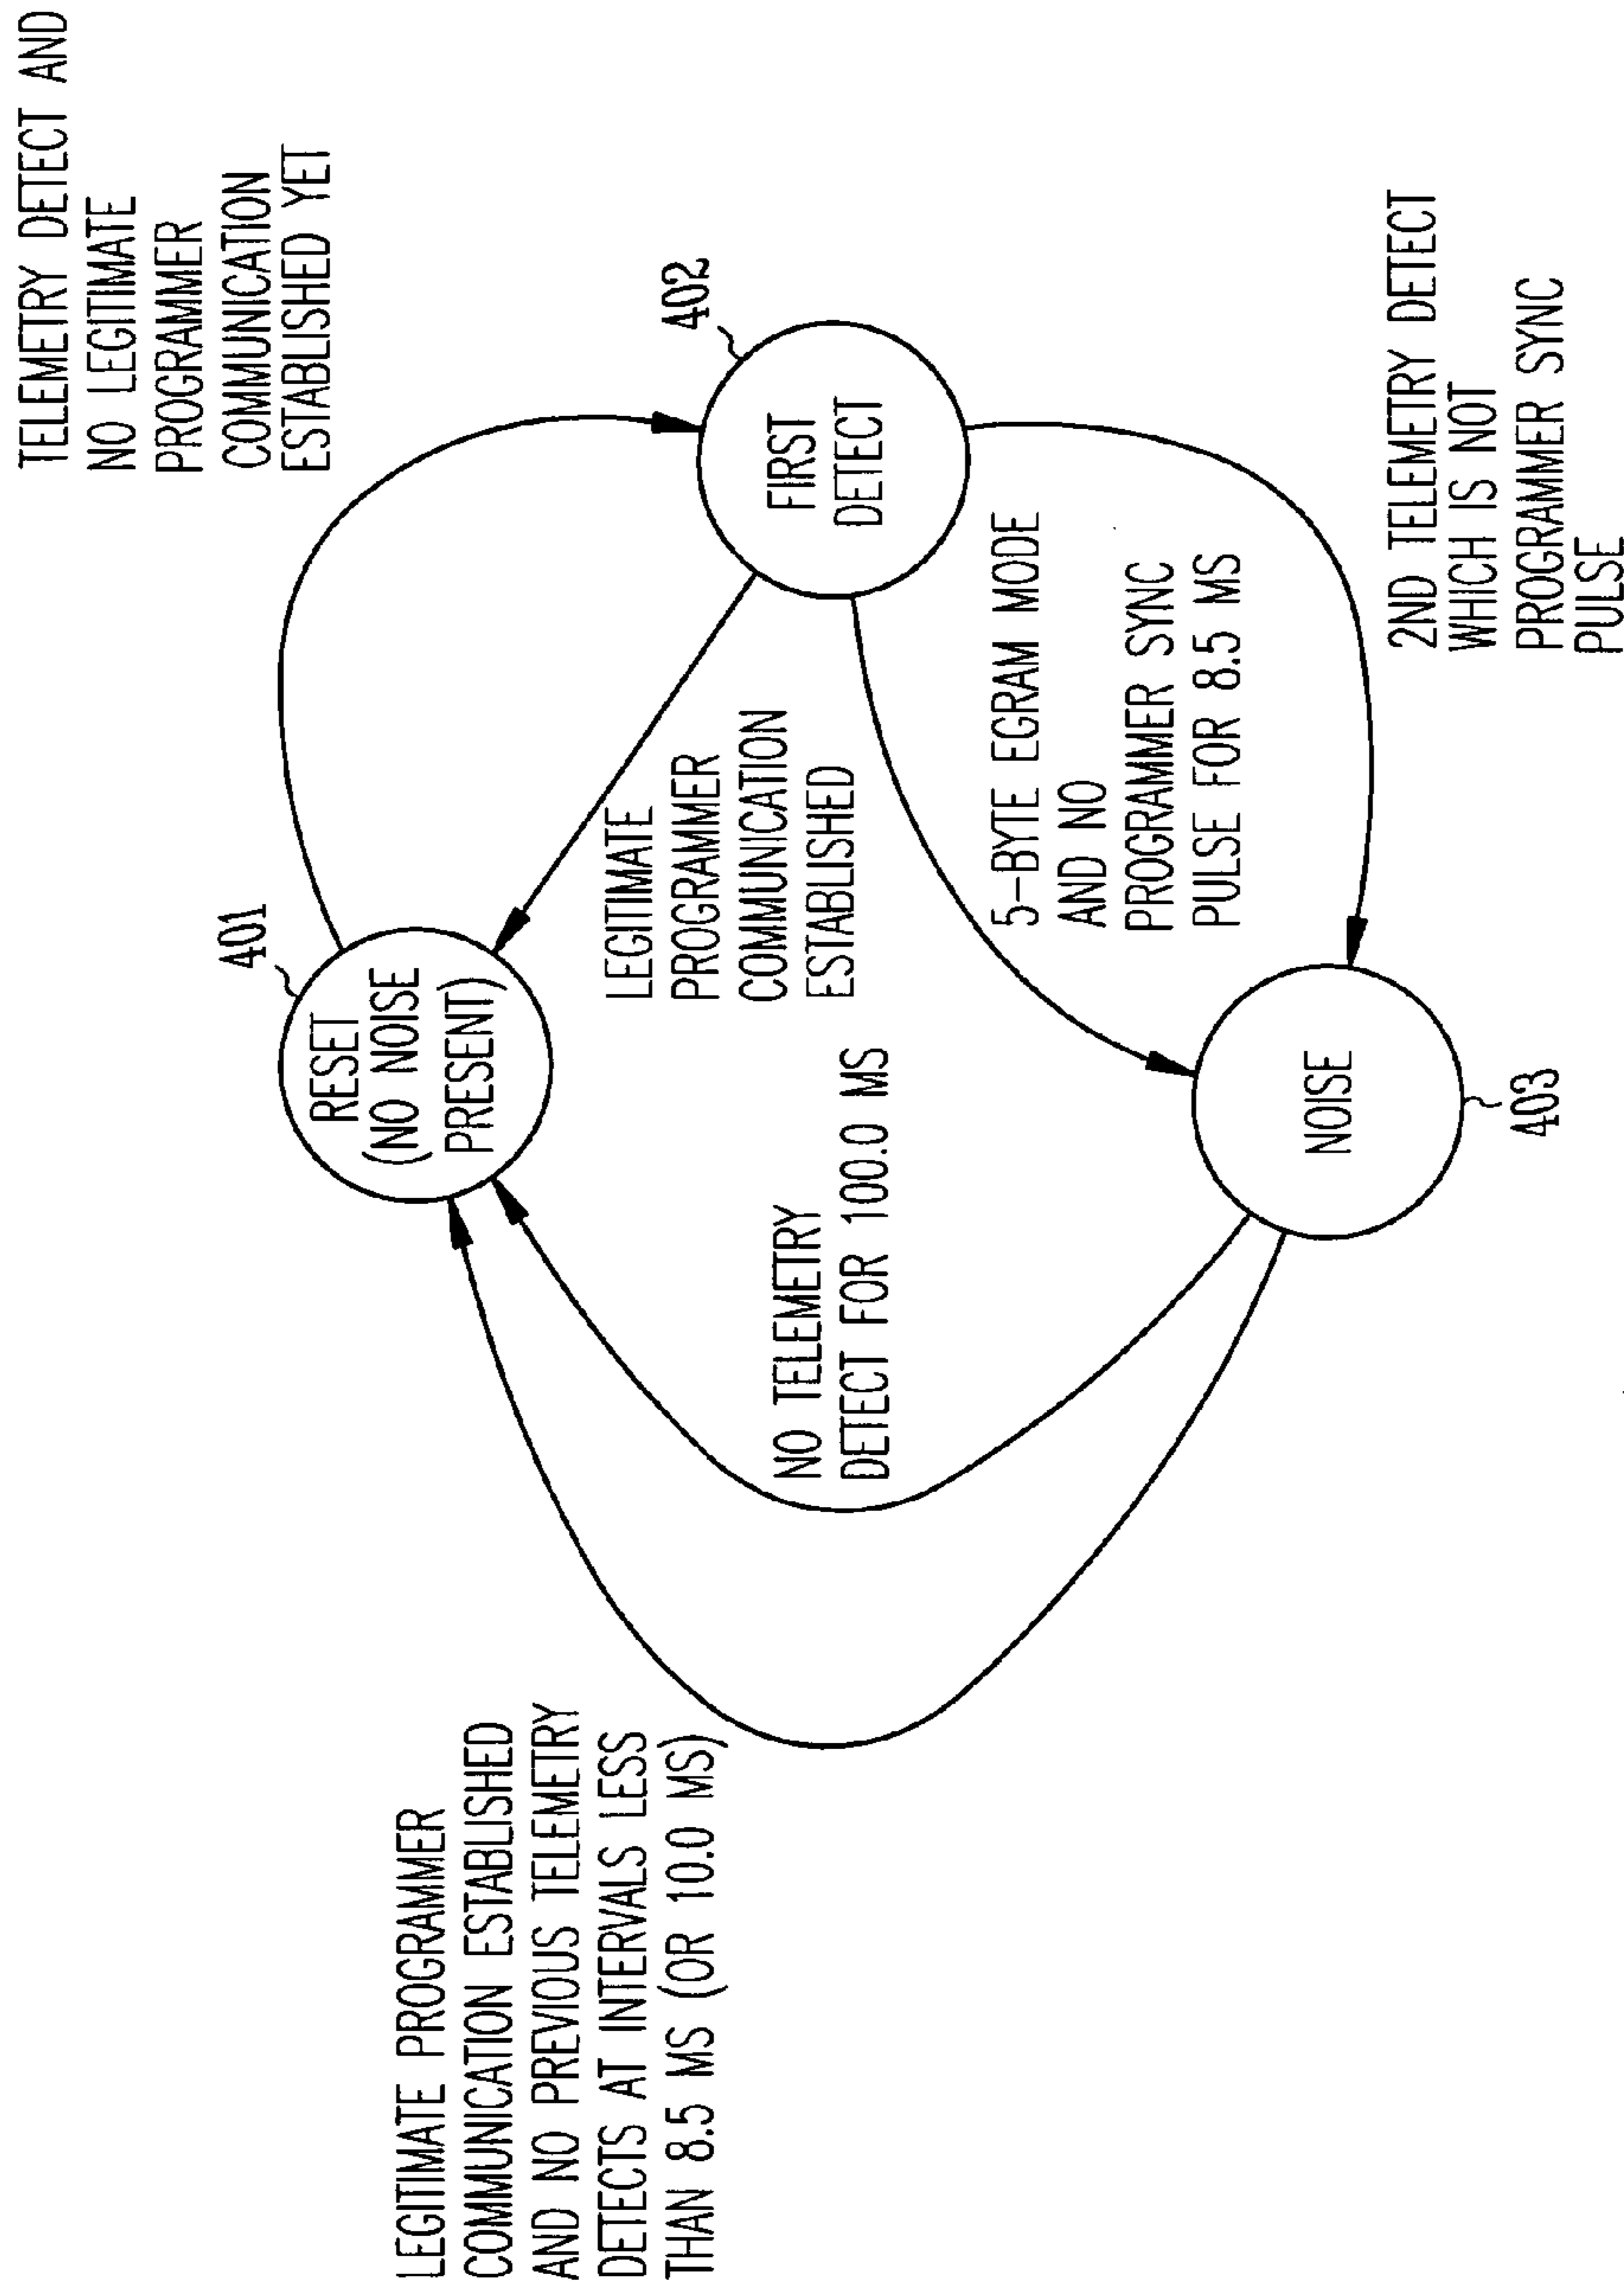 TELEMETRY DETECT AND
NO LEGITIMATE
PROGRAMMER
COMMUNICATION
ESTABLISHED YET
401
RESET
(NO NOISE
PRESENT)
402
FIRST
DETECT
LEGITIMATE
PROGRAMMER
COMMUNICATION
ESTABLISHED
LEGITIMATE PROGRAMMER
COMMUNICATION ESTABLISHED
AND NO PREVIOUS TELEMETRY
DETECTS AT INTERVALS LESS
THAN 8.5 MS (OR 10.0 MS)
NO TELEMETRY
DETECT FOR 100.0 MS
5-BYTE EGRAM MODE
AND NO
PROGRAMMER SYNC
PULSE FOR 8.5 MS
NOISE
403
2ND TELEMETRY DETECT
WHICH IS NOT
PROGRAMMER SYNC
PULSE